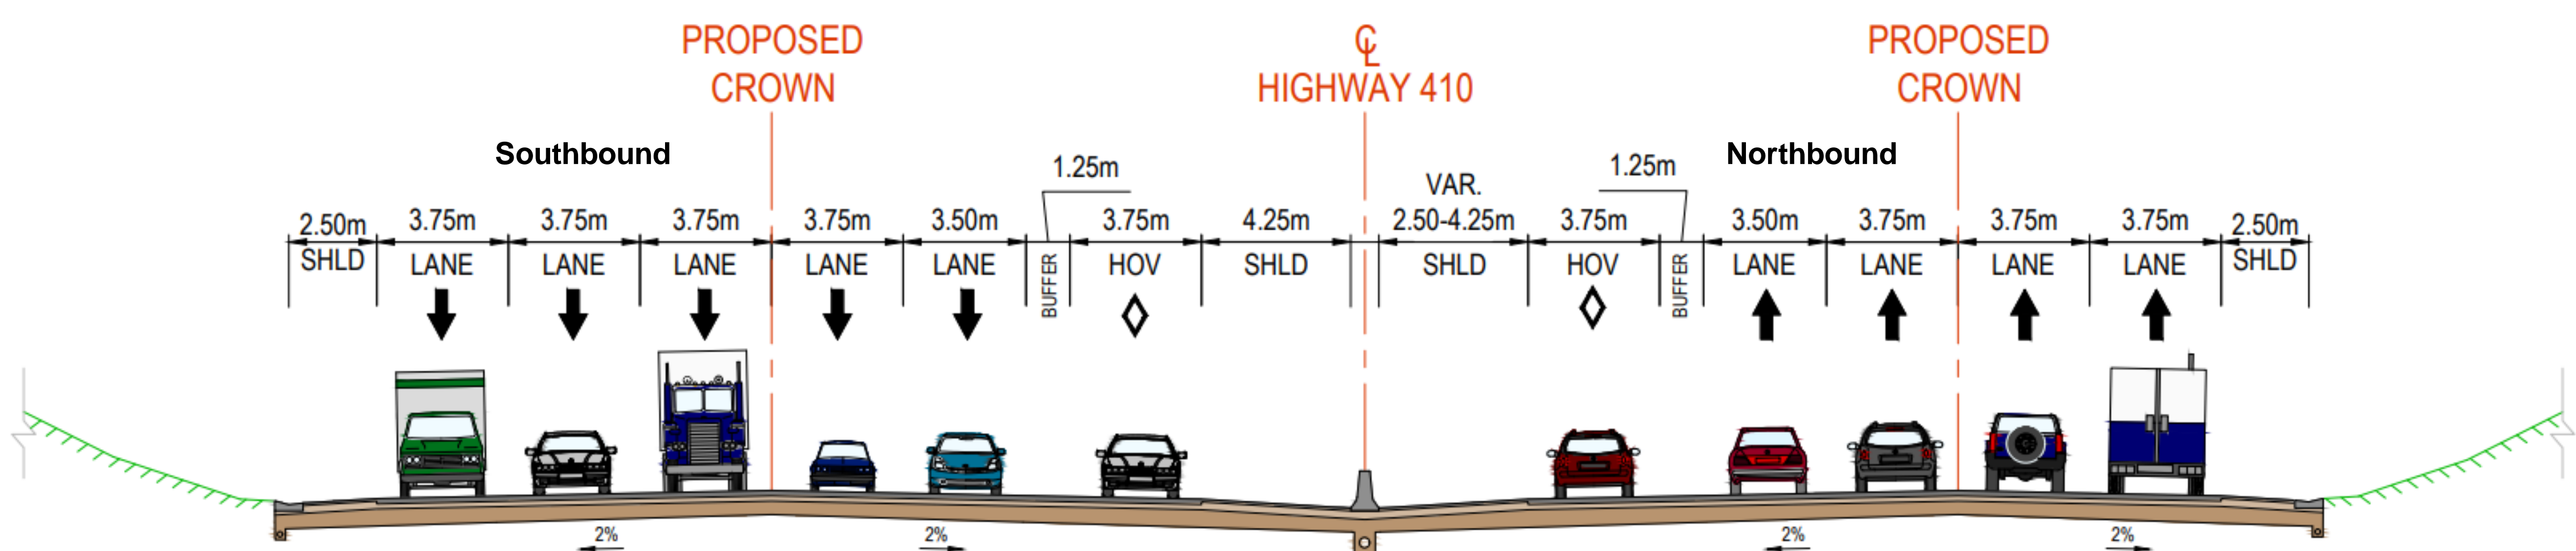 PROPOSED
CROWN
℄
HIGHWAY 410
PROPOSED
CROWN
Southbound
Northbound
1.25m
VAR.
1.25m
2.50m 3.75m 3.75m 3.75m 3.75m 3.50m 3.75m 4.25m 2.50-4.25m 3.75m 3.50m 3.75m 3.75m 3.75m 2.50m
SHLD LANE LANE LANE LANE LANE BUFFER HOV SHLD SHLD HOV BUFFER LANE LANE LANE LANE SHLD
2% 2% 2% 2%